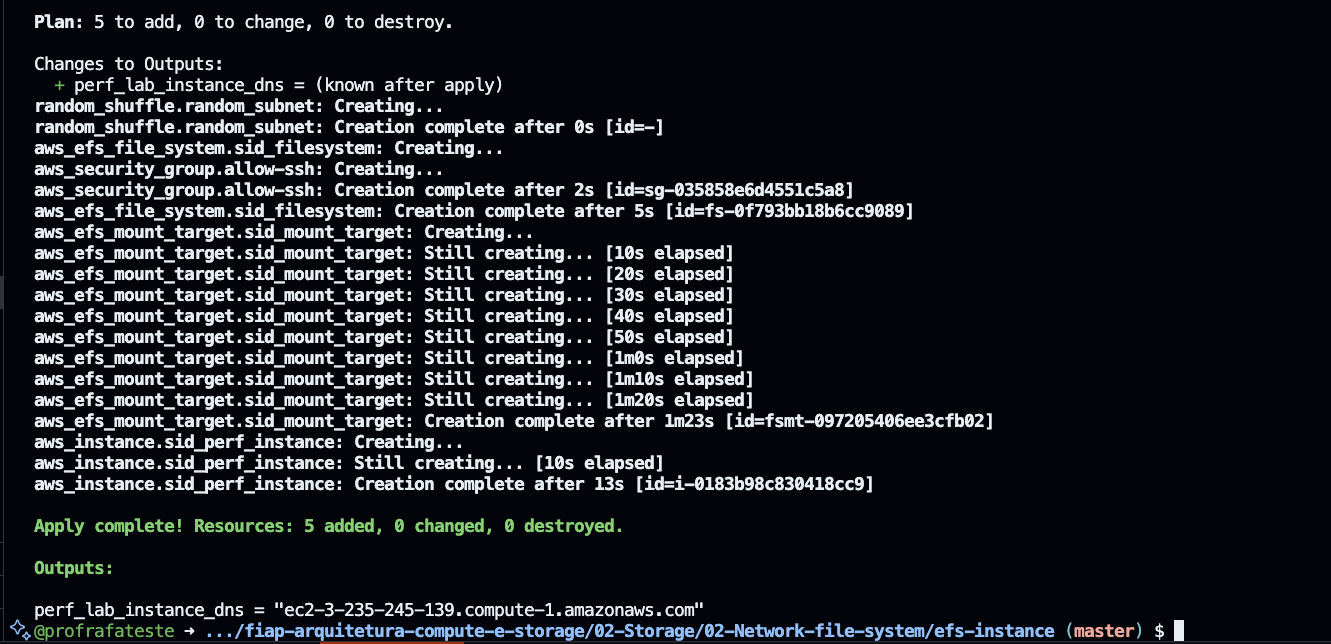 Plan: 5 to add, 0 to change, 0 to destroy.
Changes to Outputs:
+ perf_lab_instance_dns = (known after apply)
random_shuffle.random_subnet: Creating...
random_shuffle.random_subnet: Creation complete after 0s [id=-]
aws_efs_file_system.sid_filesystem: Creating...
aws_security_group.allow-ssh: Creating...
aws_security_group.allow-ssh: Creation complete after 2s [id=sg-035858e6d4551c5a8]
aws_efs_file_system.sid_filesystem: Creation complete after 5s [id=fs-0f793bb18b6cc9089]
aws_efs_mount_target.sid_mount_target: Creating...
aws_efs_mount_target.sid_mount_target: Still creating... [10s elapsed]
aws_efs_mount_target.sid_mount_target: Still creating... [20s elapsed]
aws_efs_mount_target.sid_mount_target: Still creating... [30s elapsed]
aws_efs_mount_target.sid_mount_target: Still creating... [40s elapsed]
aws_efs_mount_target.sid_mount_target: Still creating... [50s elapsed]
aws_efs_mount_target.sid_mount_target: Still creating... [1m0s elapsed]
aws_efs_mount_target.sid_mount_target: Still creating... [1m10s elapsed]
aws_efs_mount_target.sid_mount_target: Still creating... [1m20s elapsed]
aws_efs_mount_target.sid_mount_target: Creation complete after 1m23s [id=fsmt-097205406ee3cfb02]
aws_instance.sid_perf_instance: Creating...
aws_instance.sid_perf_instance: Still creating... [10s elapsed]
aws_instance.sid_perf_instance: Creation complete after 13s [id=i-0183b98c830418cc9]
Apply complete! Resources: 5 added, 0 changed, 0 destroyed.
Outputs:
perf_lab_instance_dns = "ec2-3-235-245-139.compute-1.amazonaws.com"
@profrafateste → .../fiap-arquitetura-compute-e-storage/02-Storage/02-Network-file-system/efs-instance (master) $